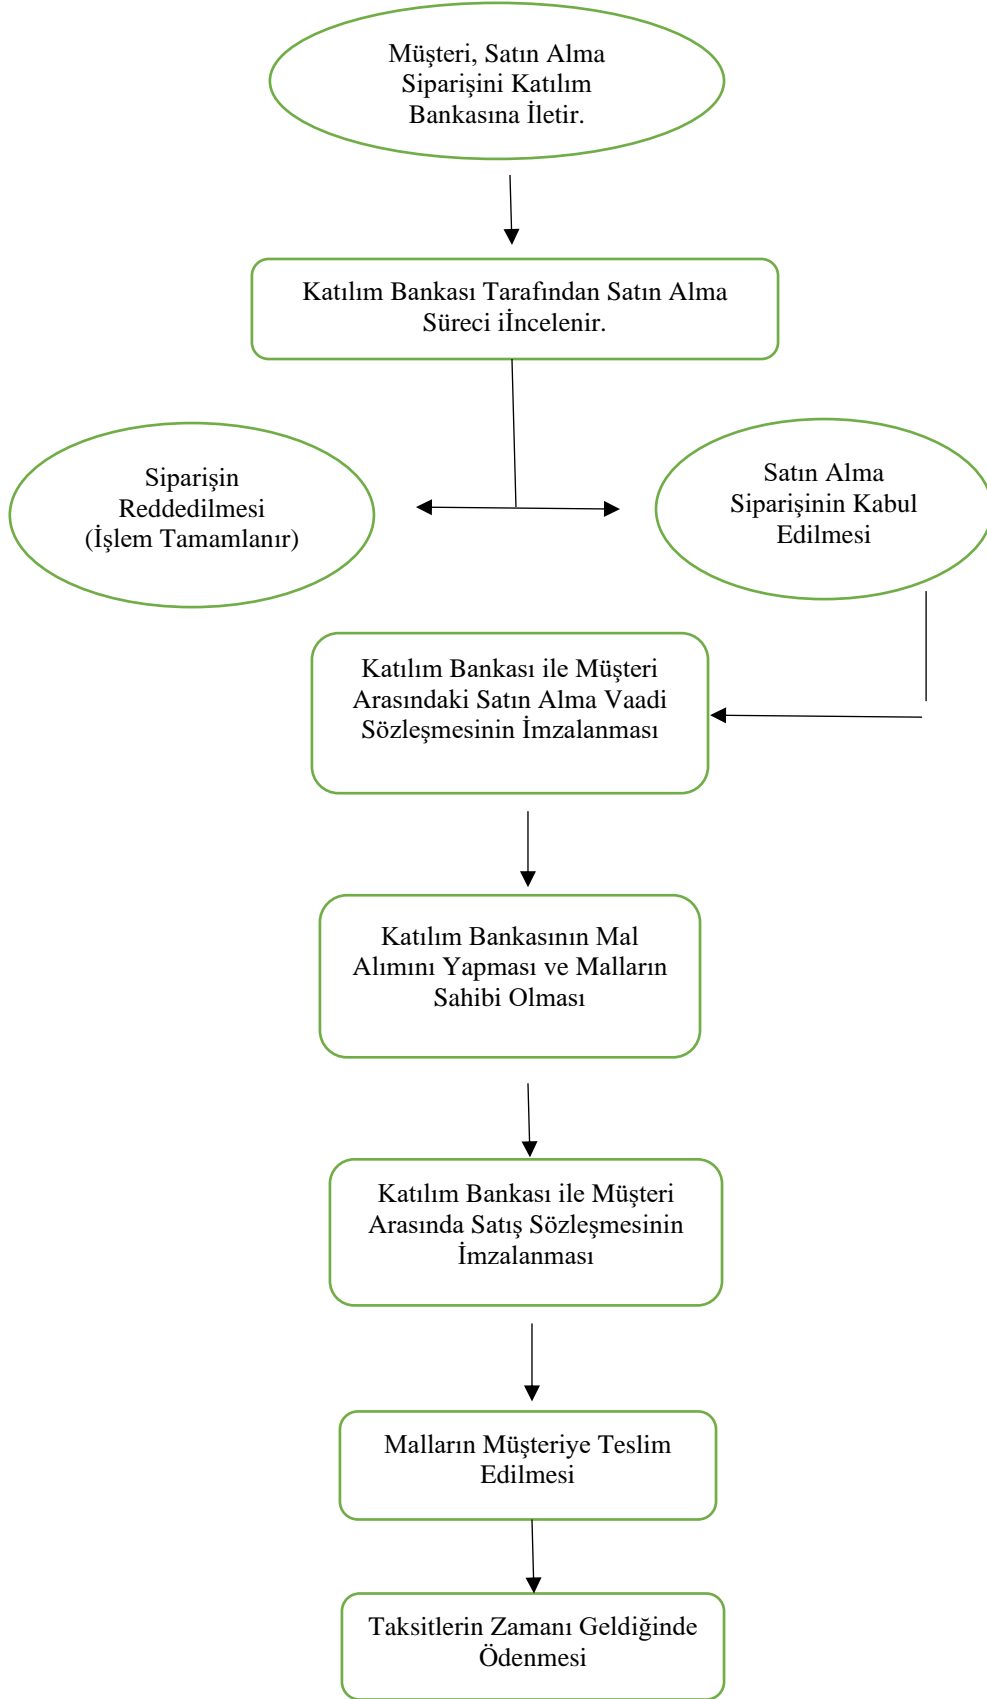 Müşteri, Satın Alma
Siparişini Katılım
Bankasına İletir.
Katılım Bankası Tarafından Satın Alma
Süreci iİncelenir.
Siparişin
Reddedilmesi
(İşlem Tamamlanır)
Satın Alma
Siparişinin Kabul
Edilmesi
Katılım Bankası ile Müşteri
Arasındaki Satın Alma Vaadi
Sözleşmesinin İmzalanması
Katılım Bankasının Mal
Alımını Yapması ve Malların
Sahibi Olması
Katılım Bankası ile Müşteri
Arasında Satış Sözleşmesinin
İmzalanması
Malların Müşteriye Teslim
Edilmesi
Taksitlerin Zamanı Geldiğinde
Ödenmesi